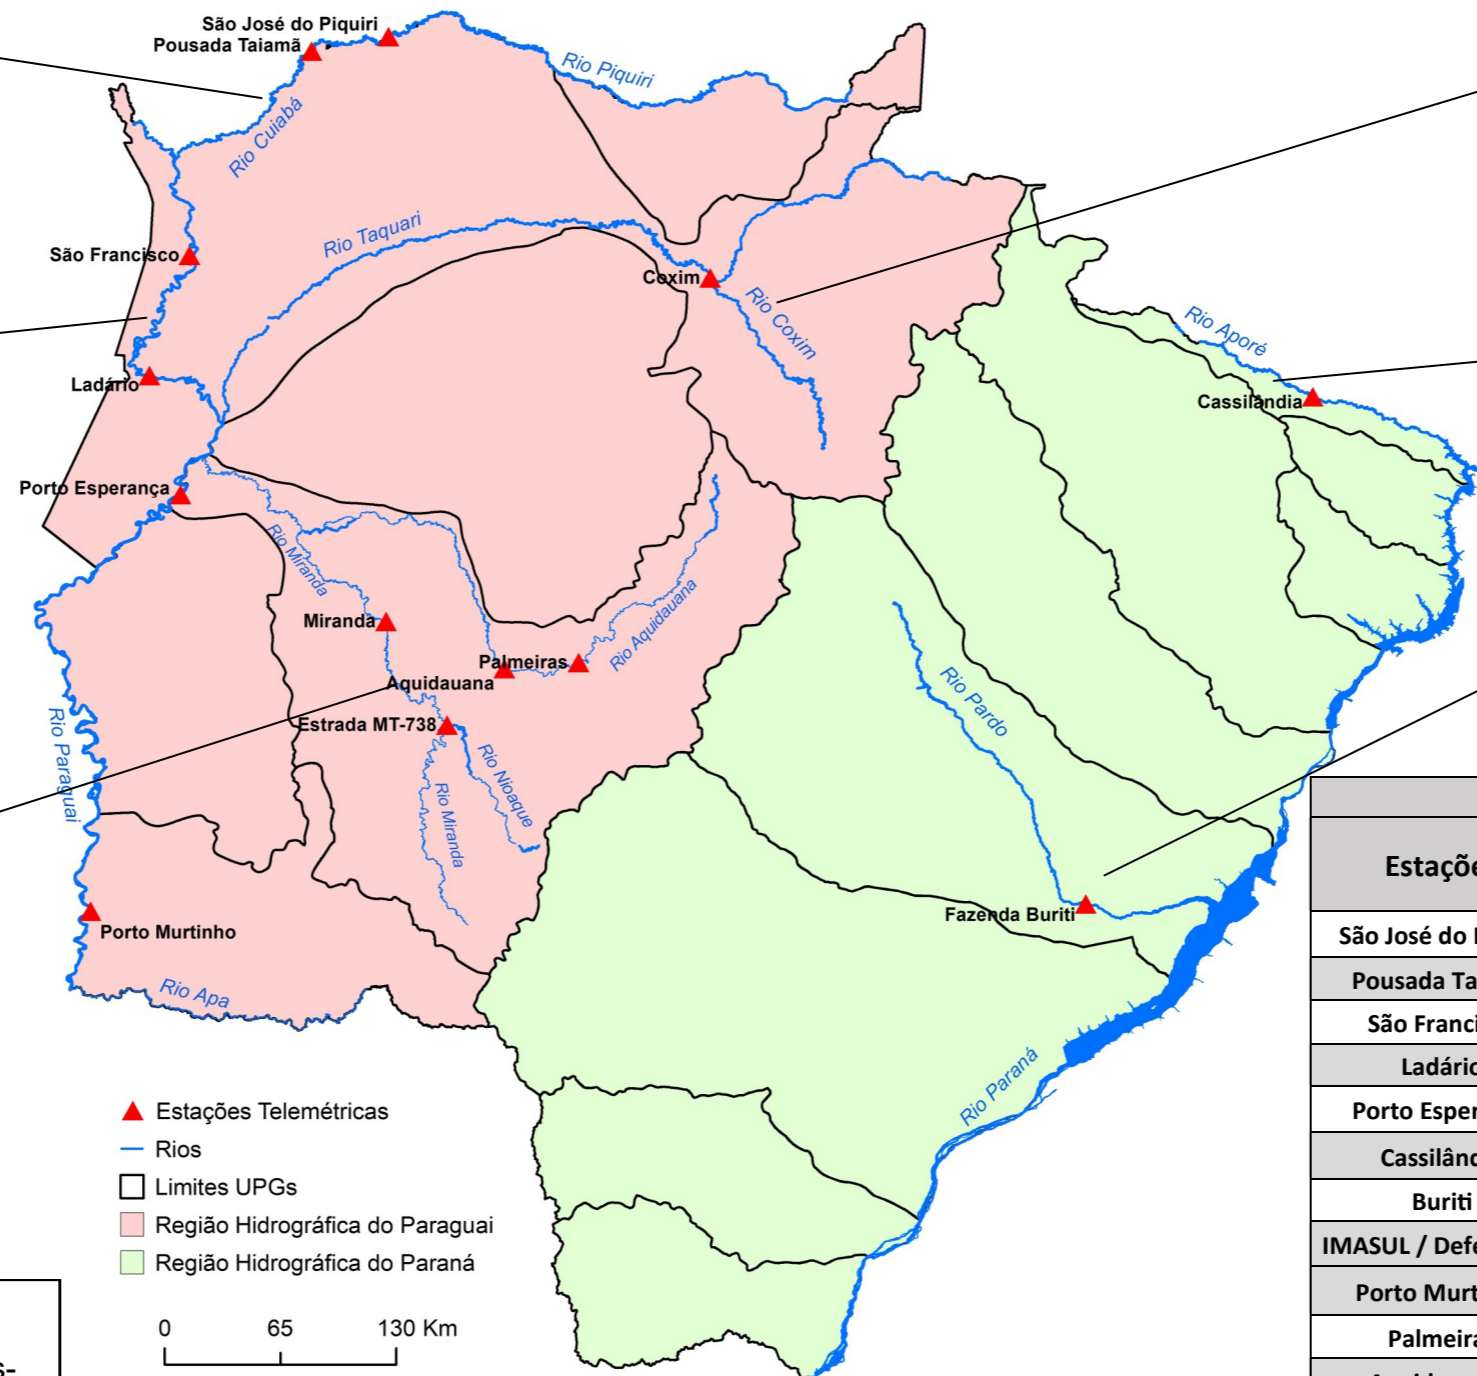 São José do Piquiri
Pousada Taiamã
Rio Piquiri
Rio Cuiabá
Rio Taquari
São Francisco
Coxim
Rio Coxim
Rio Aporé
Ladário
Cassilândia
Porto Esperança
Rio Miranda
Rio Aquidauana
Miranda
Palmeiras
Aquidauana
Rio Pardo
Estrada MT-738
Rio Paraguai
Rio Nioaque
Rio Miranda
Fazenda Buriti
Porto Murtinho
Rio Apa
Rio Paraná
Estações Telemétricas
Rios
Limites UPGs
Região Hidrográfica do Paraguai
Região Hidrográfica do Paraná
0 65 130 Km
s-
Estaçõe
São José do
Pousada Ta
São Franci
Ladário
Porto Esper
Cassilând
Buriti
IMASUL / Defe
Porto Murt
Palmeira